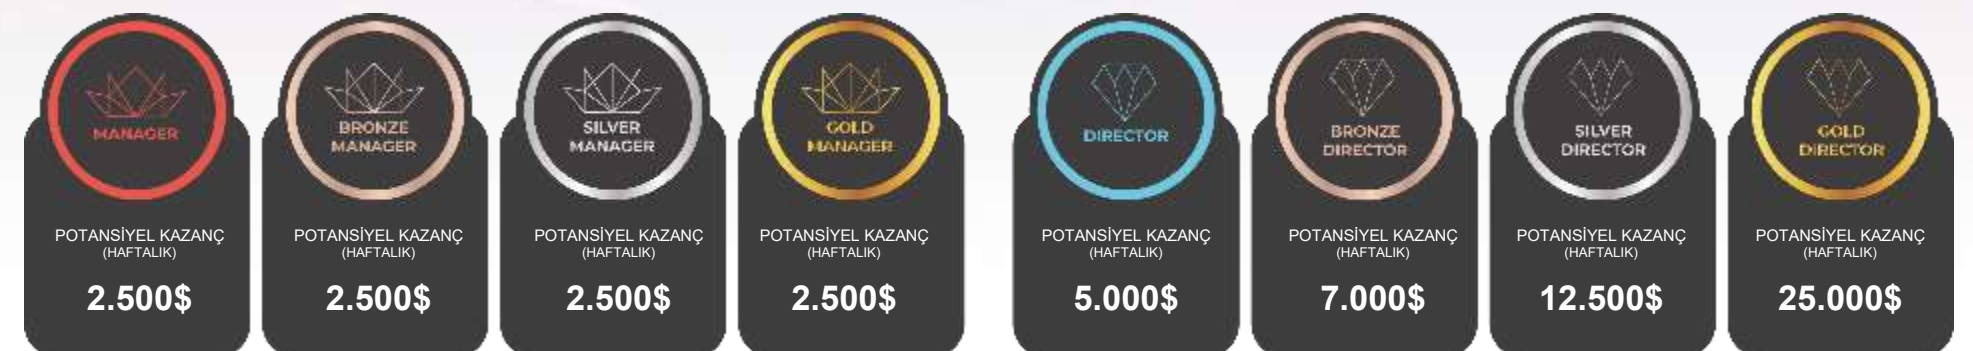 MANAGER
POTANSİYEL KAZANÇ
(HAFTALIK)
2.500$
BRONZE
MANAGER
POTANSİYEL KAZANÇ
(HAFTALIK)
2.500$
SILVER
MANAGER
POTANSİYEL KAZANÇ
(HAFTALIK)
2.500$
GOLD
MANAGER
POTANSİYEL KAZANÇ
(HAFTALIK)
2.500$
DIRECTOR
POTANSİYEL KAZANÇ
(HAFTALIK)
5.000$
BRONZE
DIRECTOR
POTANSİYEL KAZANÇ
(HAFTALIK)
7.000$
SILVER
DIRECTOR
POTANSİYEL KAZANÇ
(HAFTALIK)
12.500$
GOLD
DIRECTOR
POTANSİYEL KAZANÇ
(HAFTALIK)
25.000$